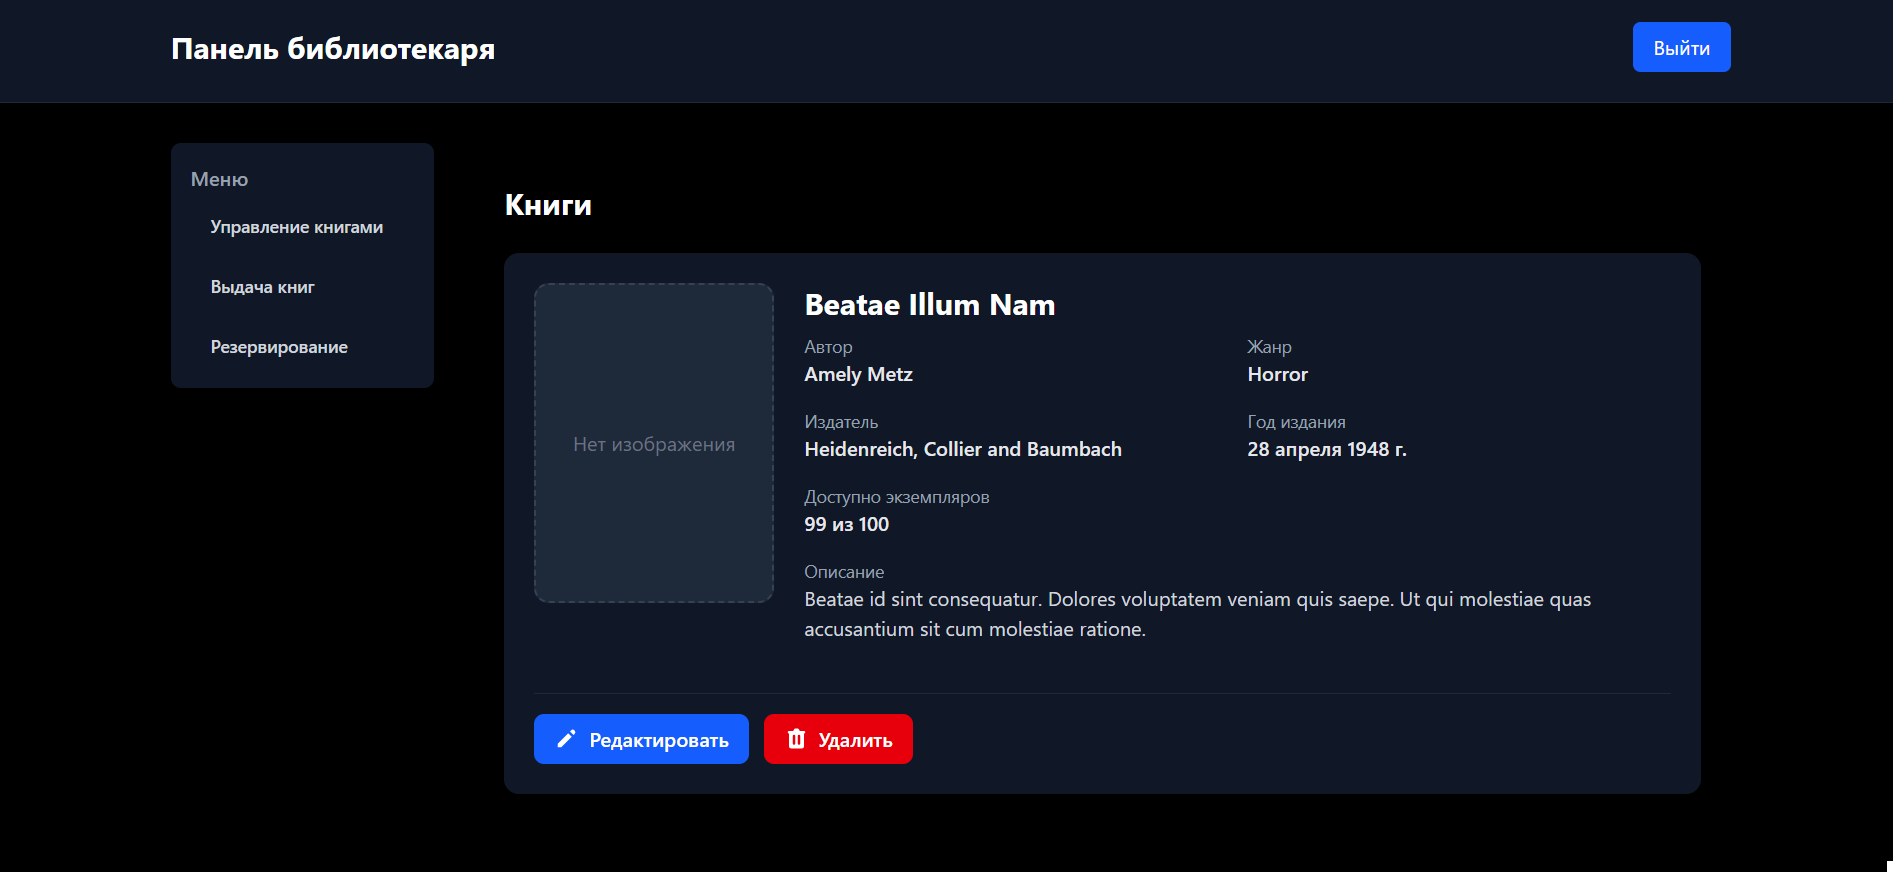 Панель библиотекаря
Выйти
Меню
Управление книгами
Выдача книг
Резервирование
Книги
Нет изображения
Beatae Illum Nam
Автор
Amely Metz
Жанр
Horror
Издатель
Heidenreich, Collier and Baumbach
Год издания
28 апреля 1948 г.
Доступно экземпляров
99 из 100
Описание
Beatae id sint consequatur. Dolores voluptatem veniam quis saepe. Ut qui molestiae quas
accusantium sit cum molestiae ratione.
Редактировать
Удалить